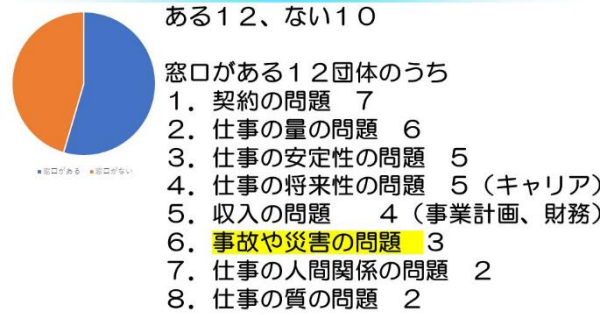 ある１２、ない１０
窓口がある１２団体のうち
１．契約の問題　７
２．仕事の量の問題　６
３．仕事の安定性の問題　５
４．仕事の将来性の問題　５（キャリア）
５．収入の問題　　４（事業計画、財務）
６．事故や災害の問題　３
７．仕事の人間関係の問題　２
８．仕事の質の問題　２
窓口がある　窓口がない